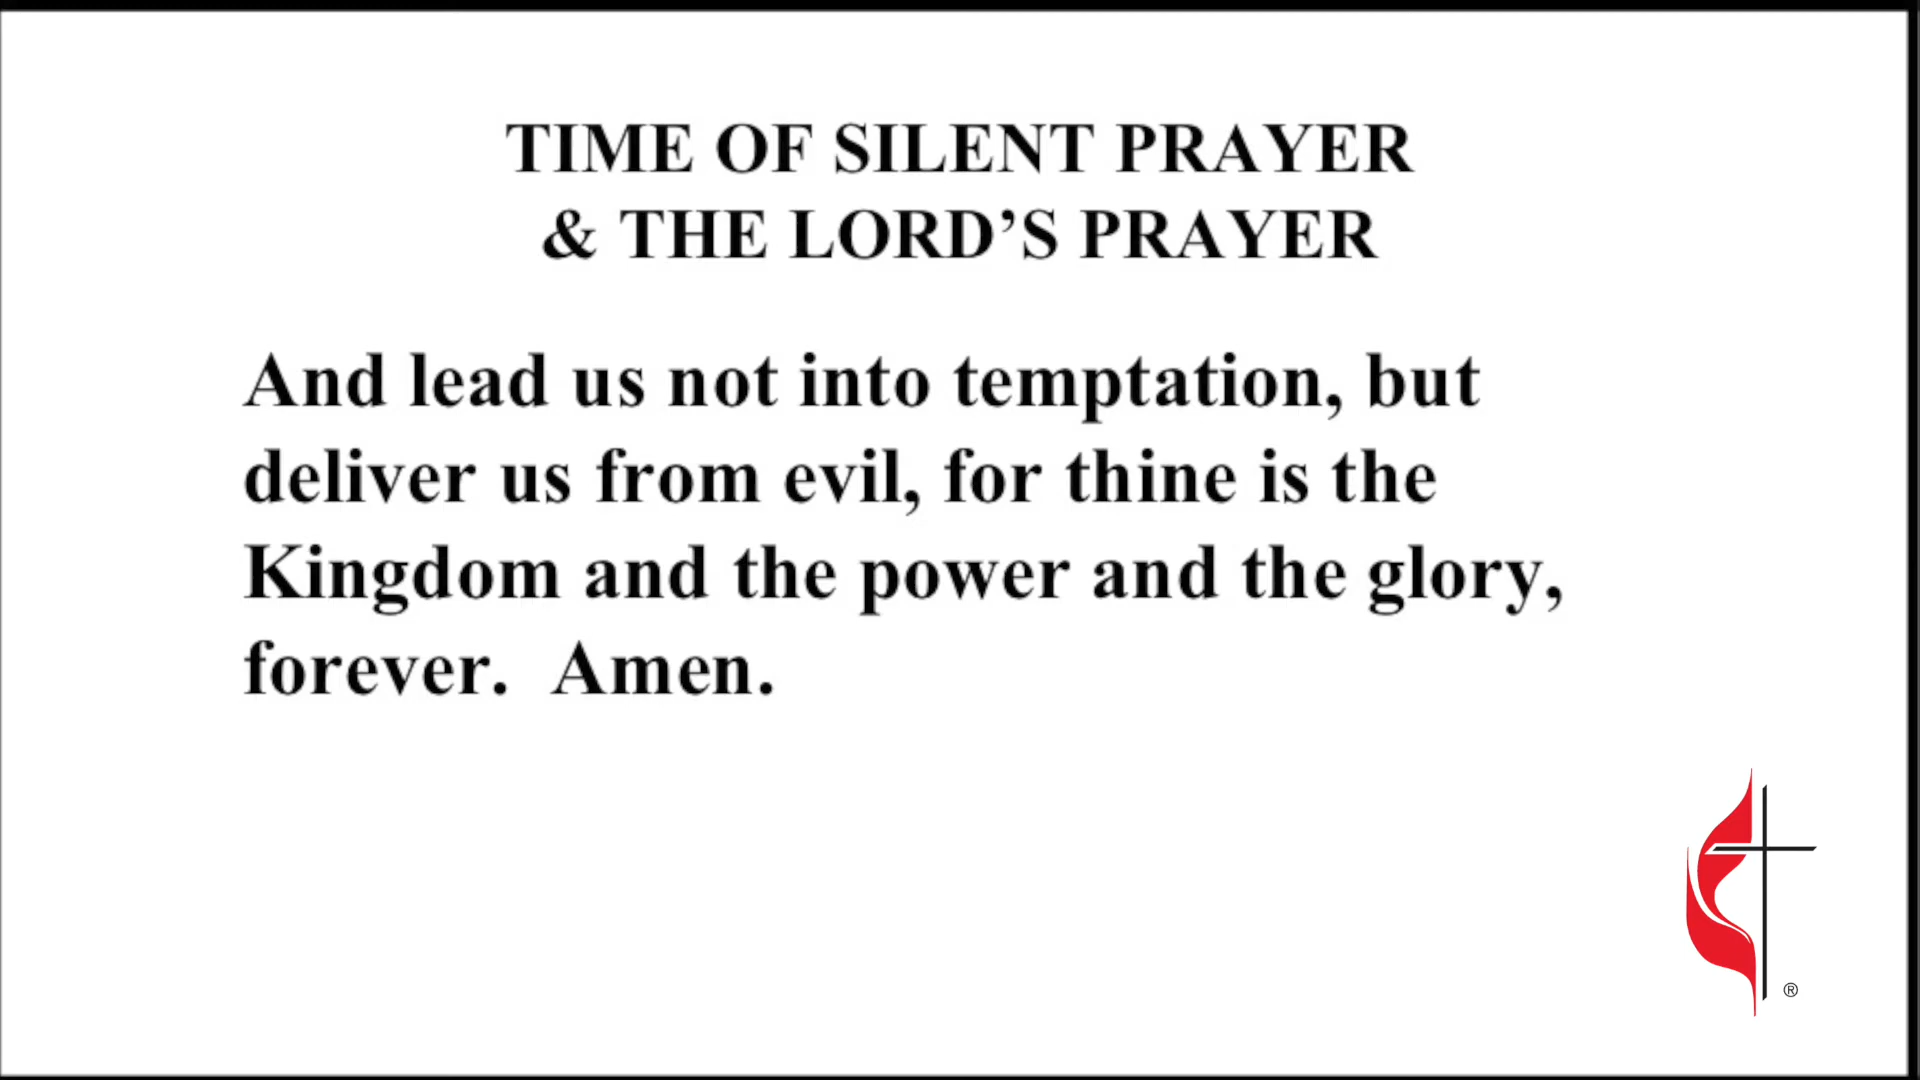 TIME OF SILENT PRAYER
& THE LORD’S PRAYER
And lead us not into temptation, but
deliver us from evil, for thine is the
Kingdom and the power and the glory,
forever.  Amen.
®